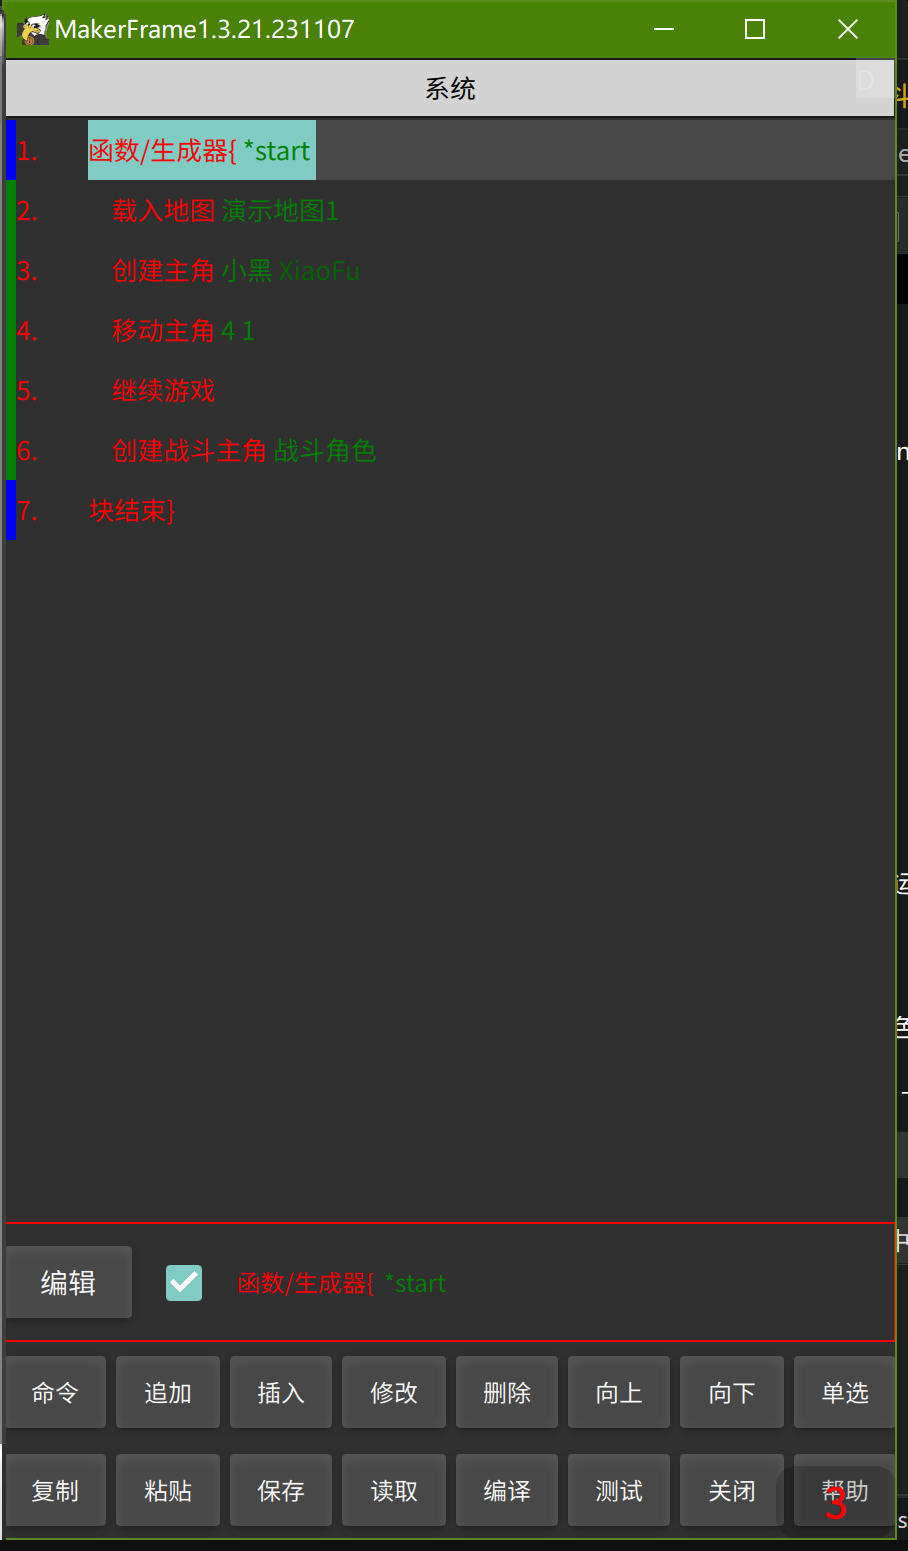 MakerFrame1.3.21.231107
系统
D
1. 函数/生成器{ *start
2. 载入地图 演示地图1
3. 创建主角 小黑 XiaoFu
4. 移动主角 4 1
5. 继续游戏
6. 创建战斗主角 战斗角色
7. 块结束}
编辑 函数/生成器{ *start
命令 追加 插入 修改 删除 向上 向下 单选
复制 粘贴 保存 读取 编译 测试 关闭 帮助
3